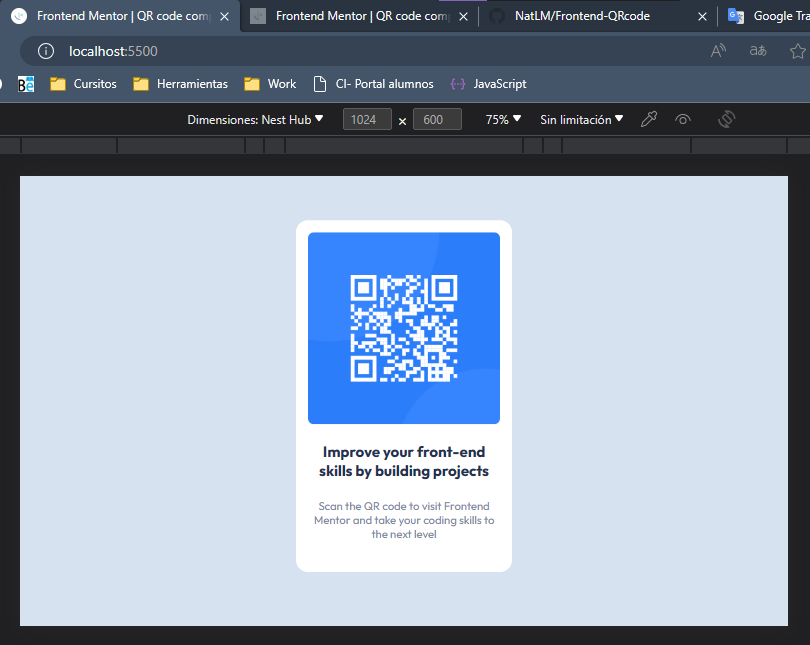 Frontend Mentor | QR code com
Frontend Mentor | QR code com
NatLM/Frontend-QRcode
Google Tra
localhost:5500
Bē
Cursitos
Herramientas
Work
CI- Portal alumnos
JavaScript
Dimensiones: Nest Hub
1024 × 600
75%
Sin limitación
Improve your front-end
skills by building projects
Scan the QR code to visit Frontend
Mentor and take your coding skills to
the next level